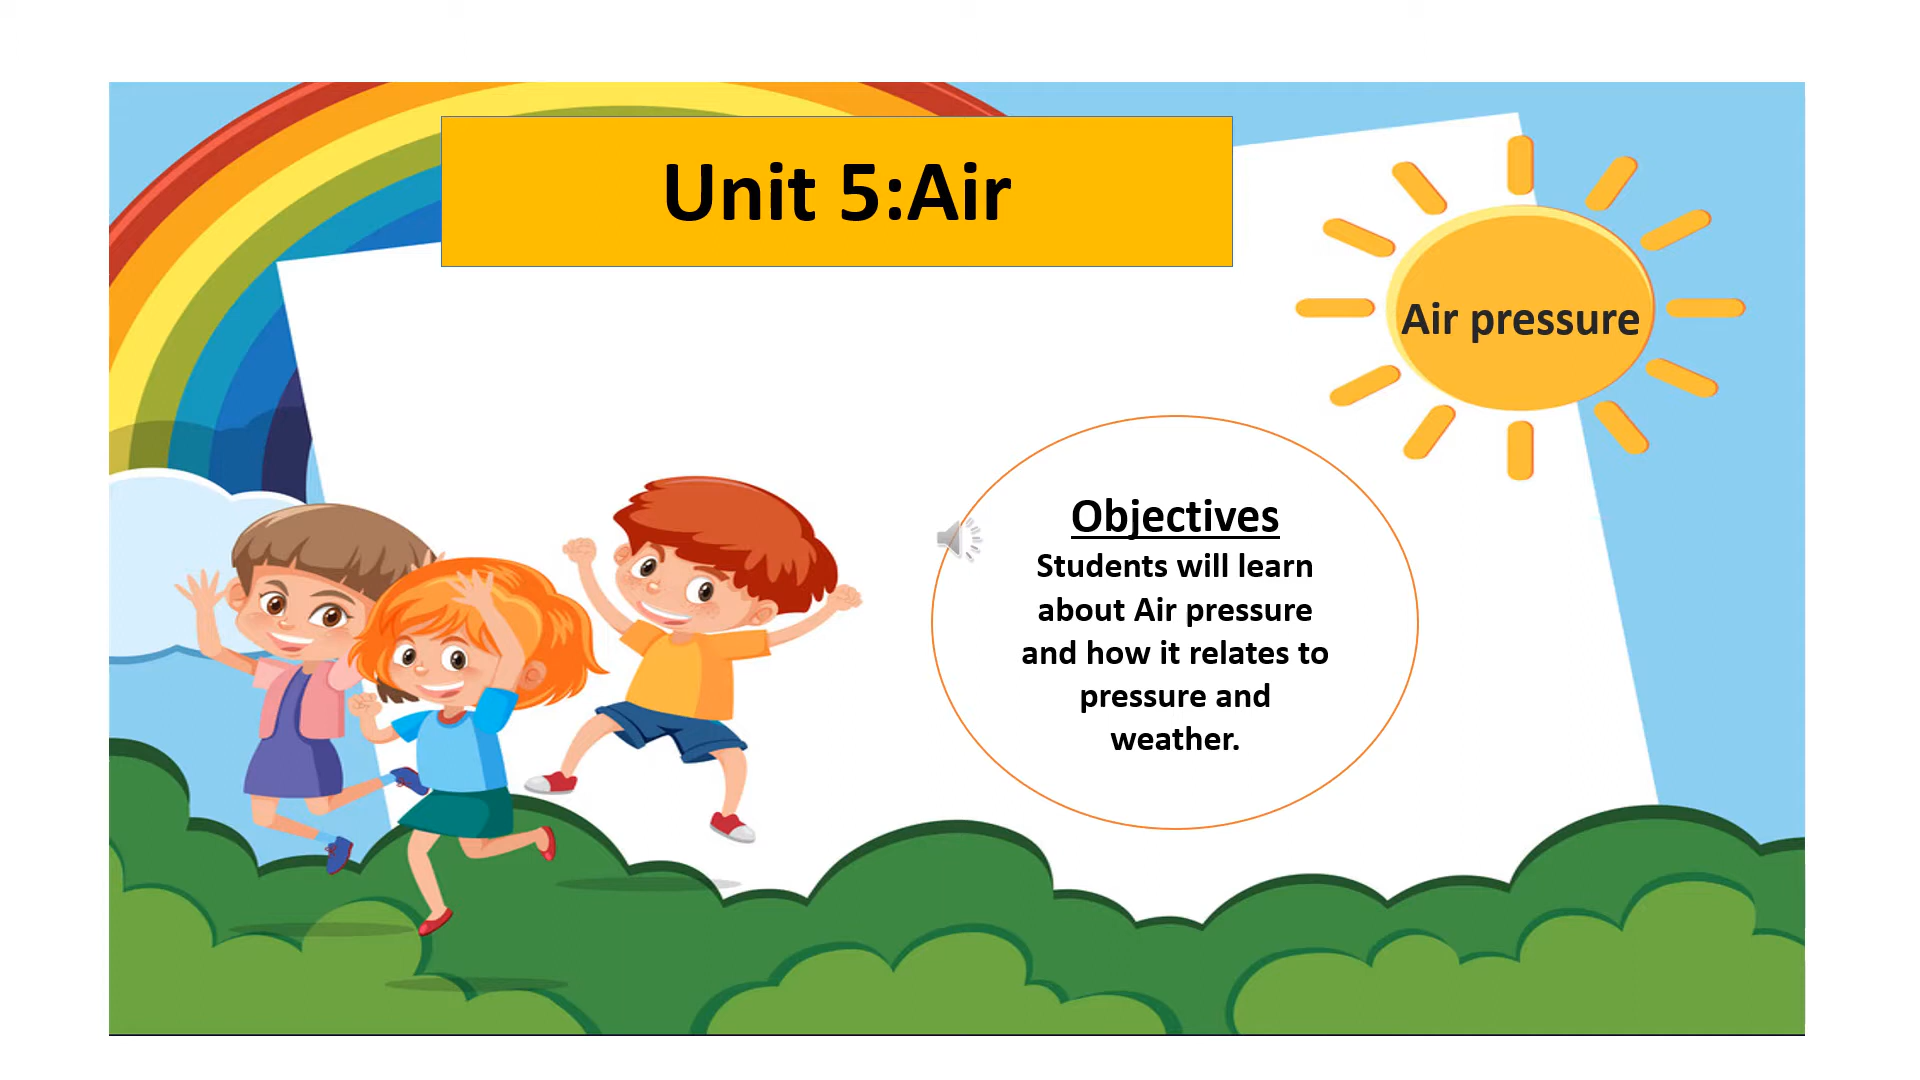 Unit 5:Air
Air pressure
Objectives
Students will learn
about Air pressure
and how it relates to
pressure and
weather.